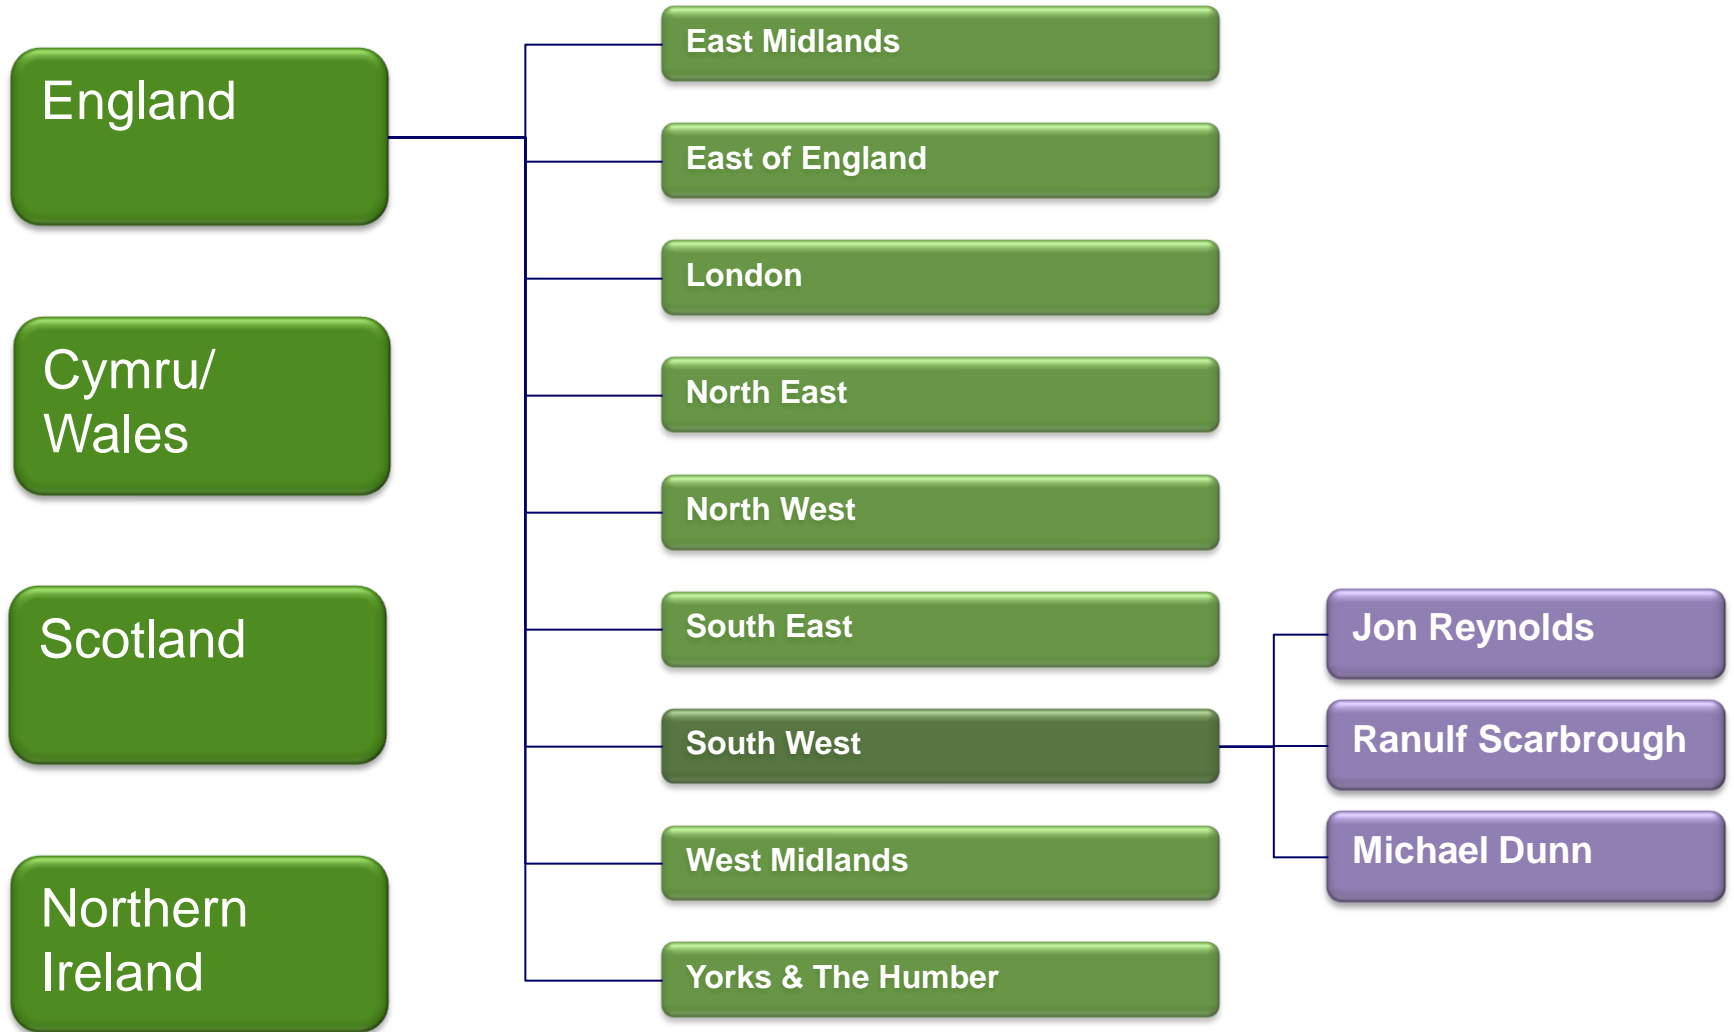 England
Cymru/
Wales
Scotland
Northern
Ireland
East Midlands
East of England
London
North East
North West
South East
South West
West Midlands
Yorks & The Humber
Jon Reynolds
Ranulf Scarbrough
Michael Dunn